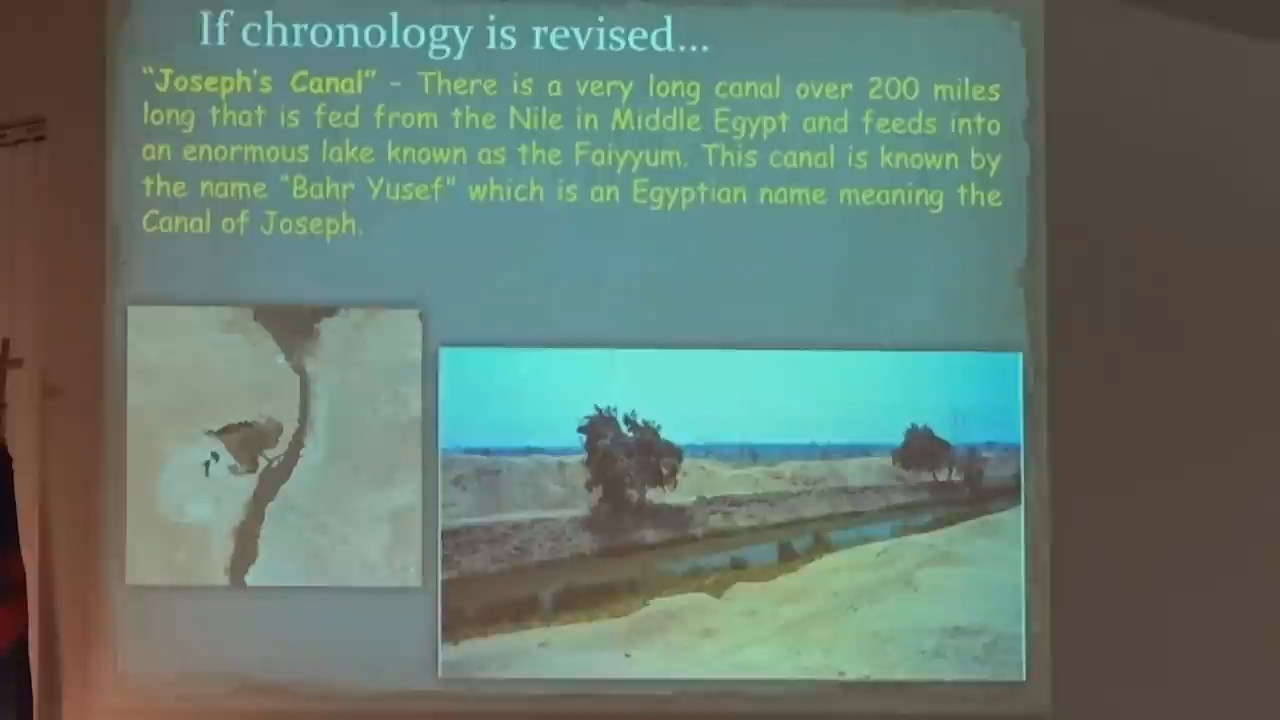 If chronology is revised...
"Joseph's Canal" - There is a very long canal over 200 miles
long that is fed from the Nile in Middle Egypt and feeds into
an enormous lake known as the Faiyyum. This canal is known by
the name "Bahr Yusef" which is an Egyptian name meaning the
Canal of Joseph.